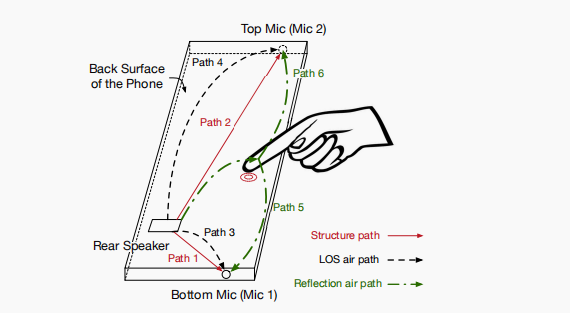 Top Mic (Mic 2)
Path 4
Back Surface
of the Phone
Path 6
Path 2
Path 5
Path 3
Rear Speaker
Path 1
Structure path
LOS air path
Reflection air path
Bottom Mic (Mic 1)